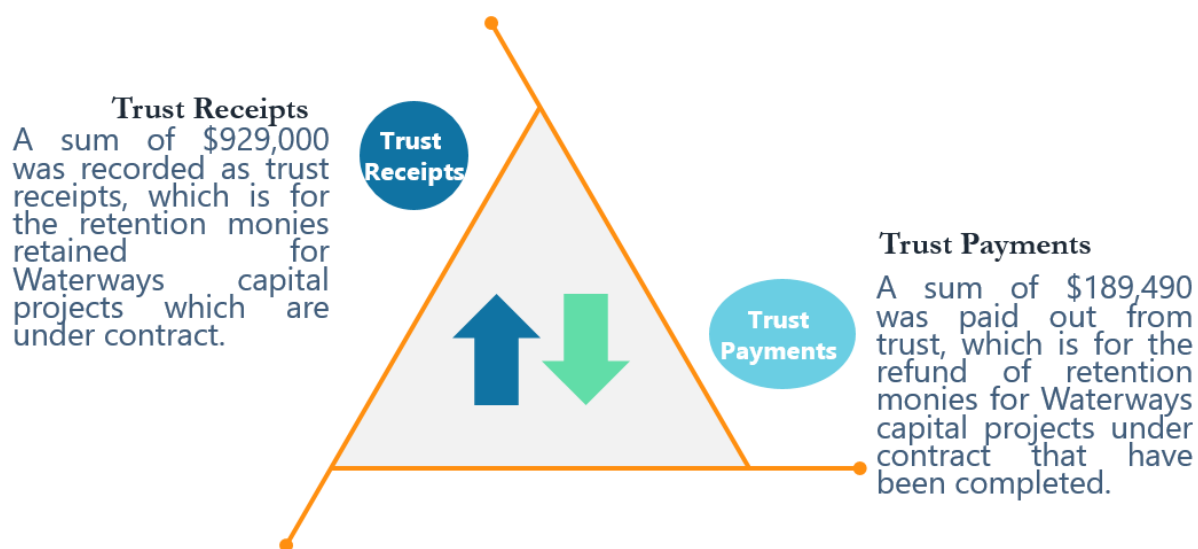 Trust Receipts
A sum of $929,000
was recorded as trust
receipts, which is for
the retention monies
retained for
Waterways capital
projects which are
under contract.
Trust
Receipts
Trust Payments
A sum of $189,490
was paid out from
trust, which is for the
refund of retention
monies for Waterways
capital projects under
contract that have
been completed.
Trust
Payments